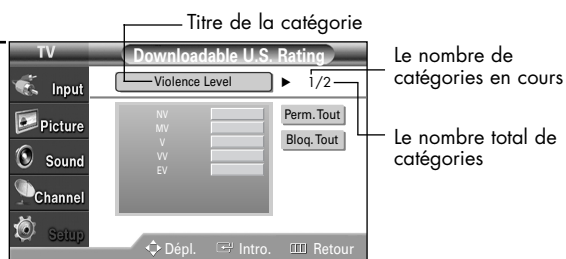 Titre de la catégorie
TV
Downloadable U.S. Rating
Input
Violence Level
► 1/2
Le nombre de
catégories en cours
Picture
NV
MV
V
VV
EV
Perm. Tout
Bloq. Tout
Le nombre total de
catégories
Sound
Channel
Setup
Dépl.
Intro.
Retour